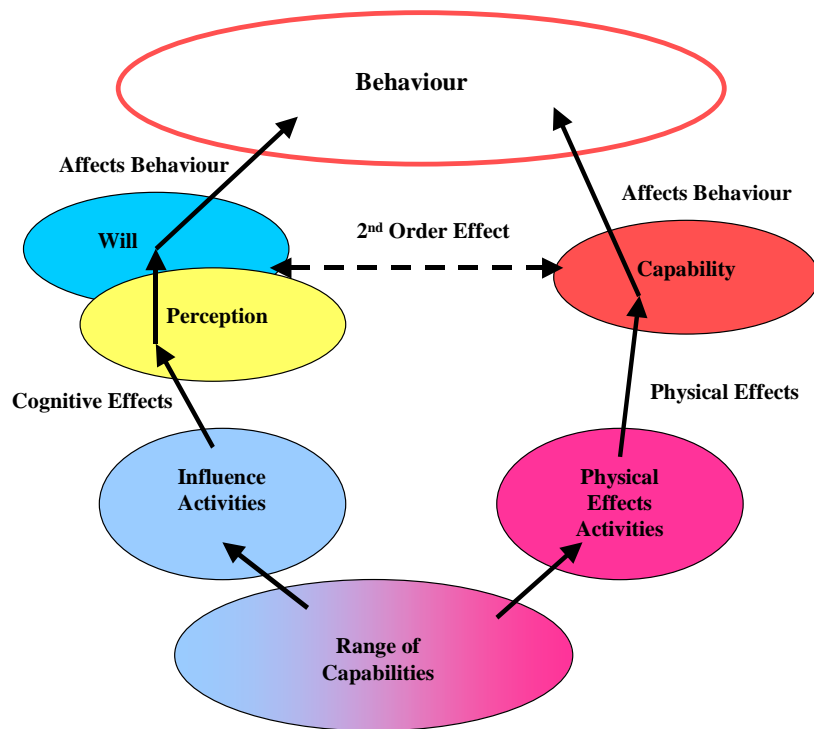 Behaviour
Affects Behaviour
Affects Behaviour
Will
2nd Order Effect
Capability
Perception
Cognitive Effects
Physical Effects
Influence
Activities
Physical
Effects
Activities
Range of
Capabilities